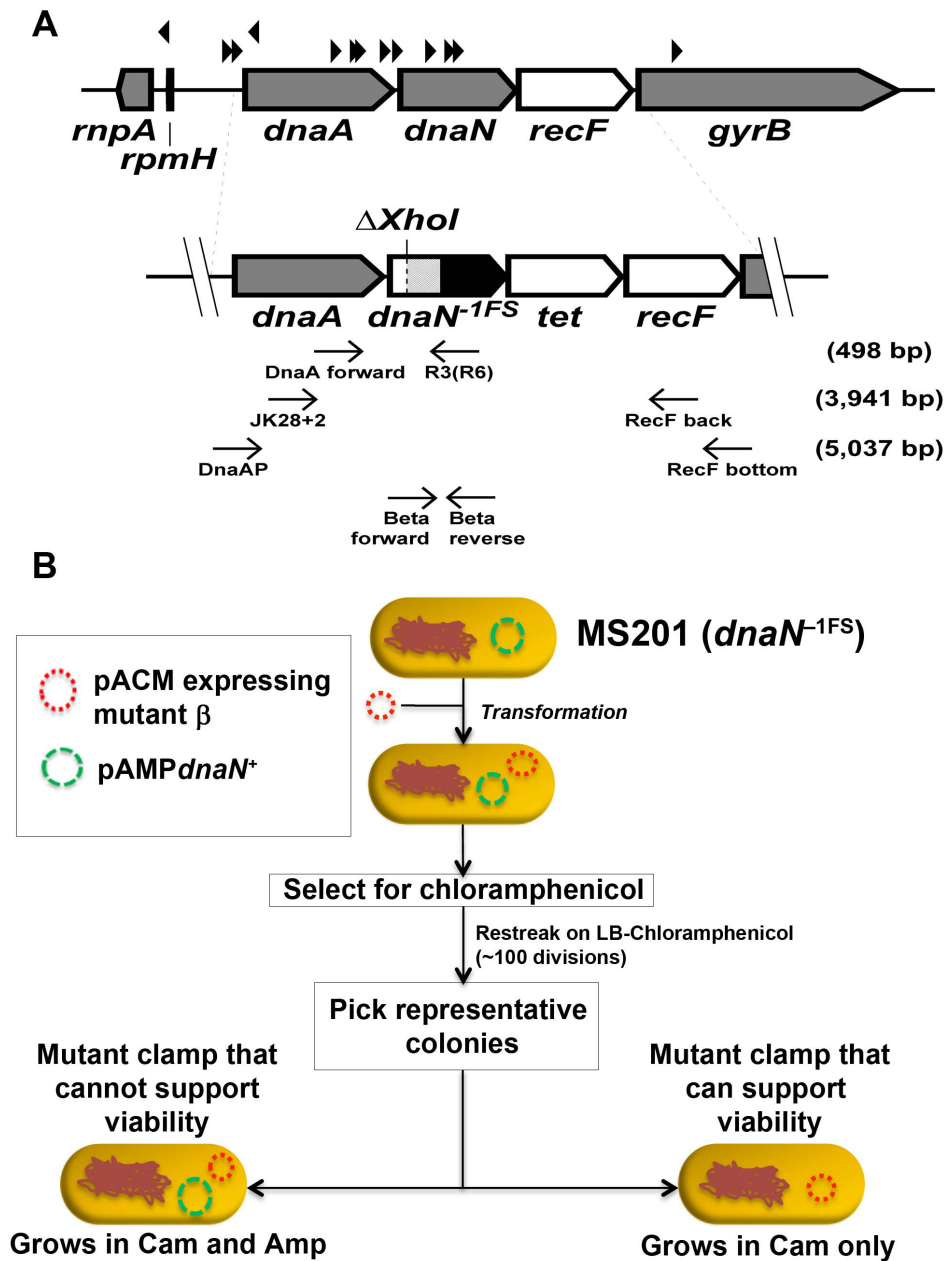 A
rnpA
rpmH
dnaA
dnaN
recF
gyrB
ΔXhoI
dnaA
dnaN-1FS
tet
recF
DnaA forward
R3(R6)
(498 bp)
JK28+2
RecF back
(3,941 bp)
DnaAP
RecF bottom
(5,037 bp)
Beta
forward
Beta
reverse
B
pACM expressing
mutant β
pAMPdnaN+
MS201 (dnaN–1FS)
Transformation
Select for chloramphenicol
Restreak on LB-Chloramphenicol
(~100 divisions)
Pick representative
colonies
Mutant clamp that
cannot support
viability
Grows in Cam and Amp
Mutant clamp that
can support
viability
Grows in Cam only